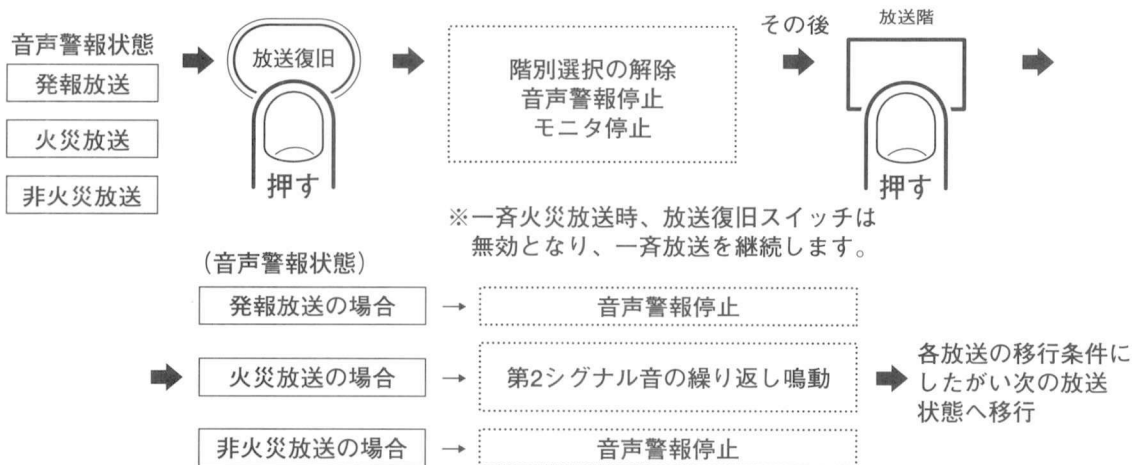 音声警報状態
発報放送
火災放送
非火災放送
放送復旧
押す
階別選択の解除
音声警報停止
モニタ停止
その後
放送階
押す
※一斉火災放送時、放送復旧スイッチは
無効となり、一斉放送を継続します。
(音声警報状態)
発報放送の場合 → 音声警報停止
火災放送の場合 → 第2シグナル音の繰り返し鳴動
非火災放送の場合 → 音声警報停止
各放送の移行条件に
したがい次の放送
状態へ移行